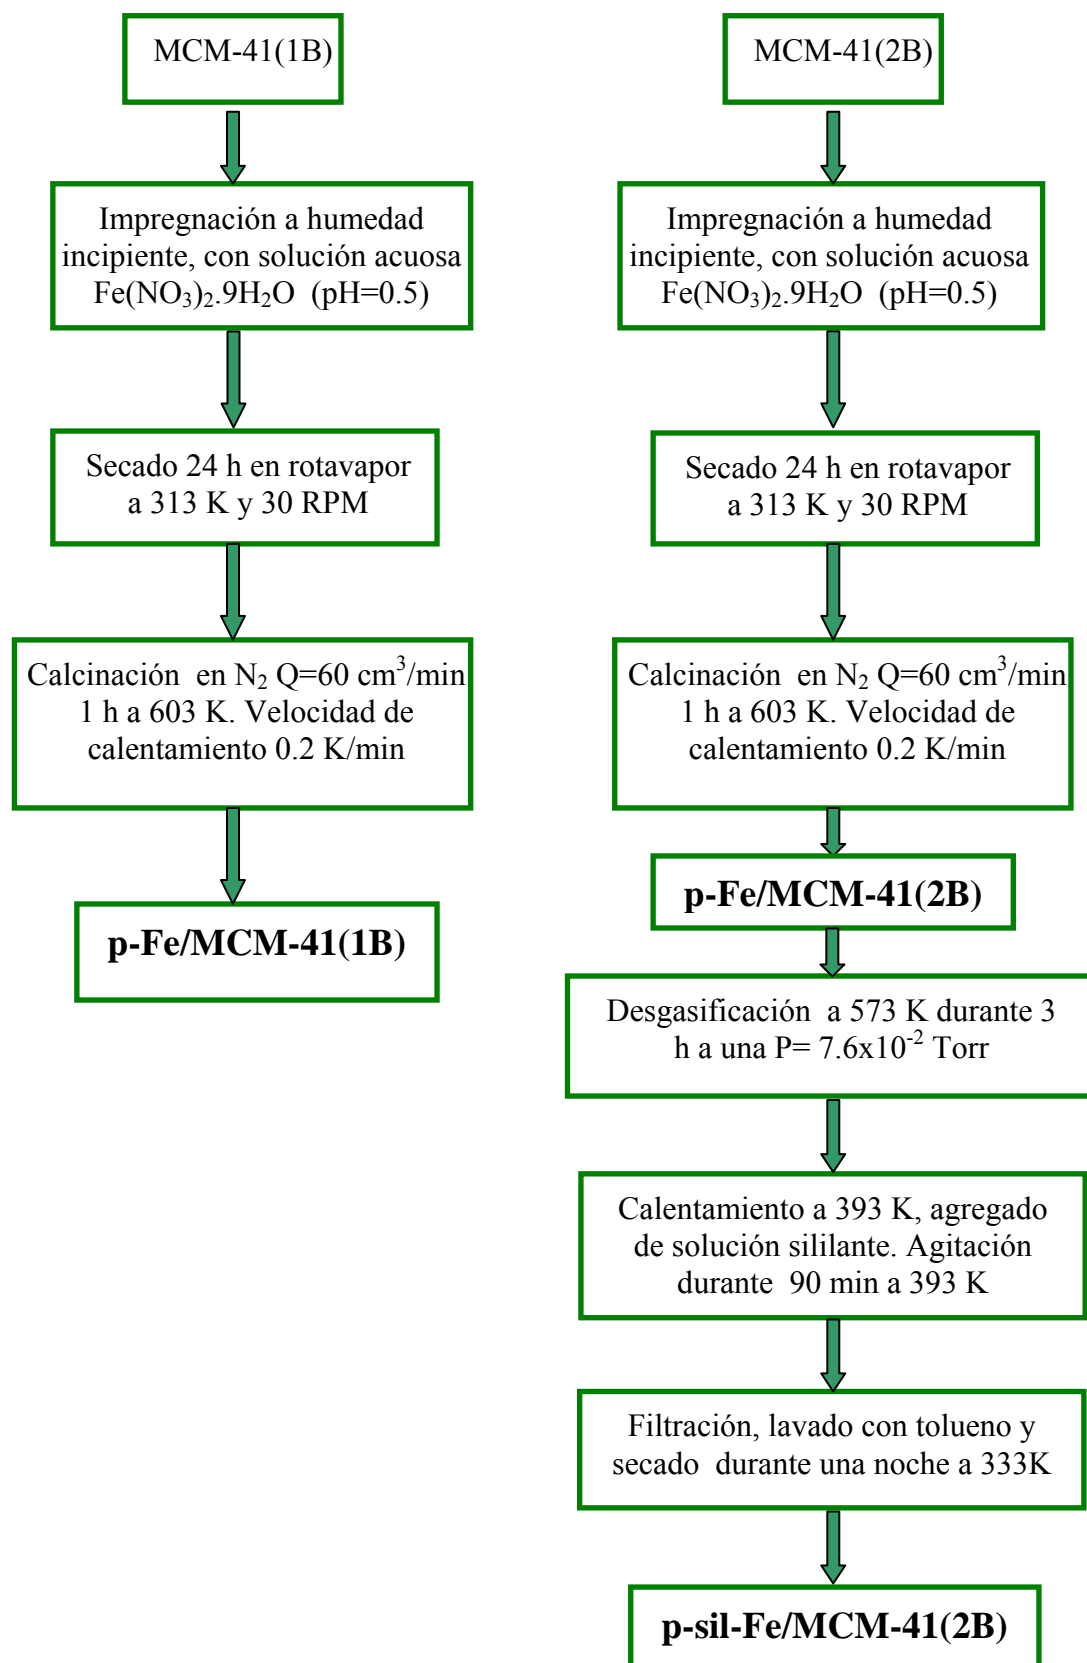 MCM-41(1B)
Impregnación a humedad
incipiente, con solución acuosa
Fe(NO₃)₂.9H₂O (pH=0.5)
Secado 24 h en rotavapor
a 313 K y 30 RPM
Calcinación en N₂ Q=60 cm³/min
1 h a 603 K. Velocidad de
calentamiento 0.2 K/min
p-Fe/MCM-41(1B)
MCM-41(2B)
Impregnación a humedad
incipiente, con solución acuosa
Fe(NO₃)₂.9H₂O (pH=0.5)
Secado 24 h en rotavapor
a 313 K y 30 RPM
Calcinación en N₂ Q=60 cm³/min
1 h a 603 K. Velocidad de
calentamiento 0.2 K/min
p-Fe/MCM-41(2B)
Desgasificación a 573 K durante 3
h a una P= 7.6x10⁻² Torr
Calentamiento a 393 K, agregado
de solución sililante. Agitación
durante 90 min a 393 K
Filtración, lavado con tolueno y
secado durante una noche a 333K
p-sil-Fe/MCM-41(2B)